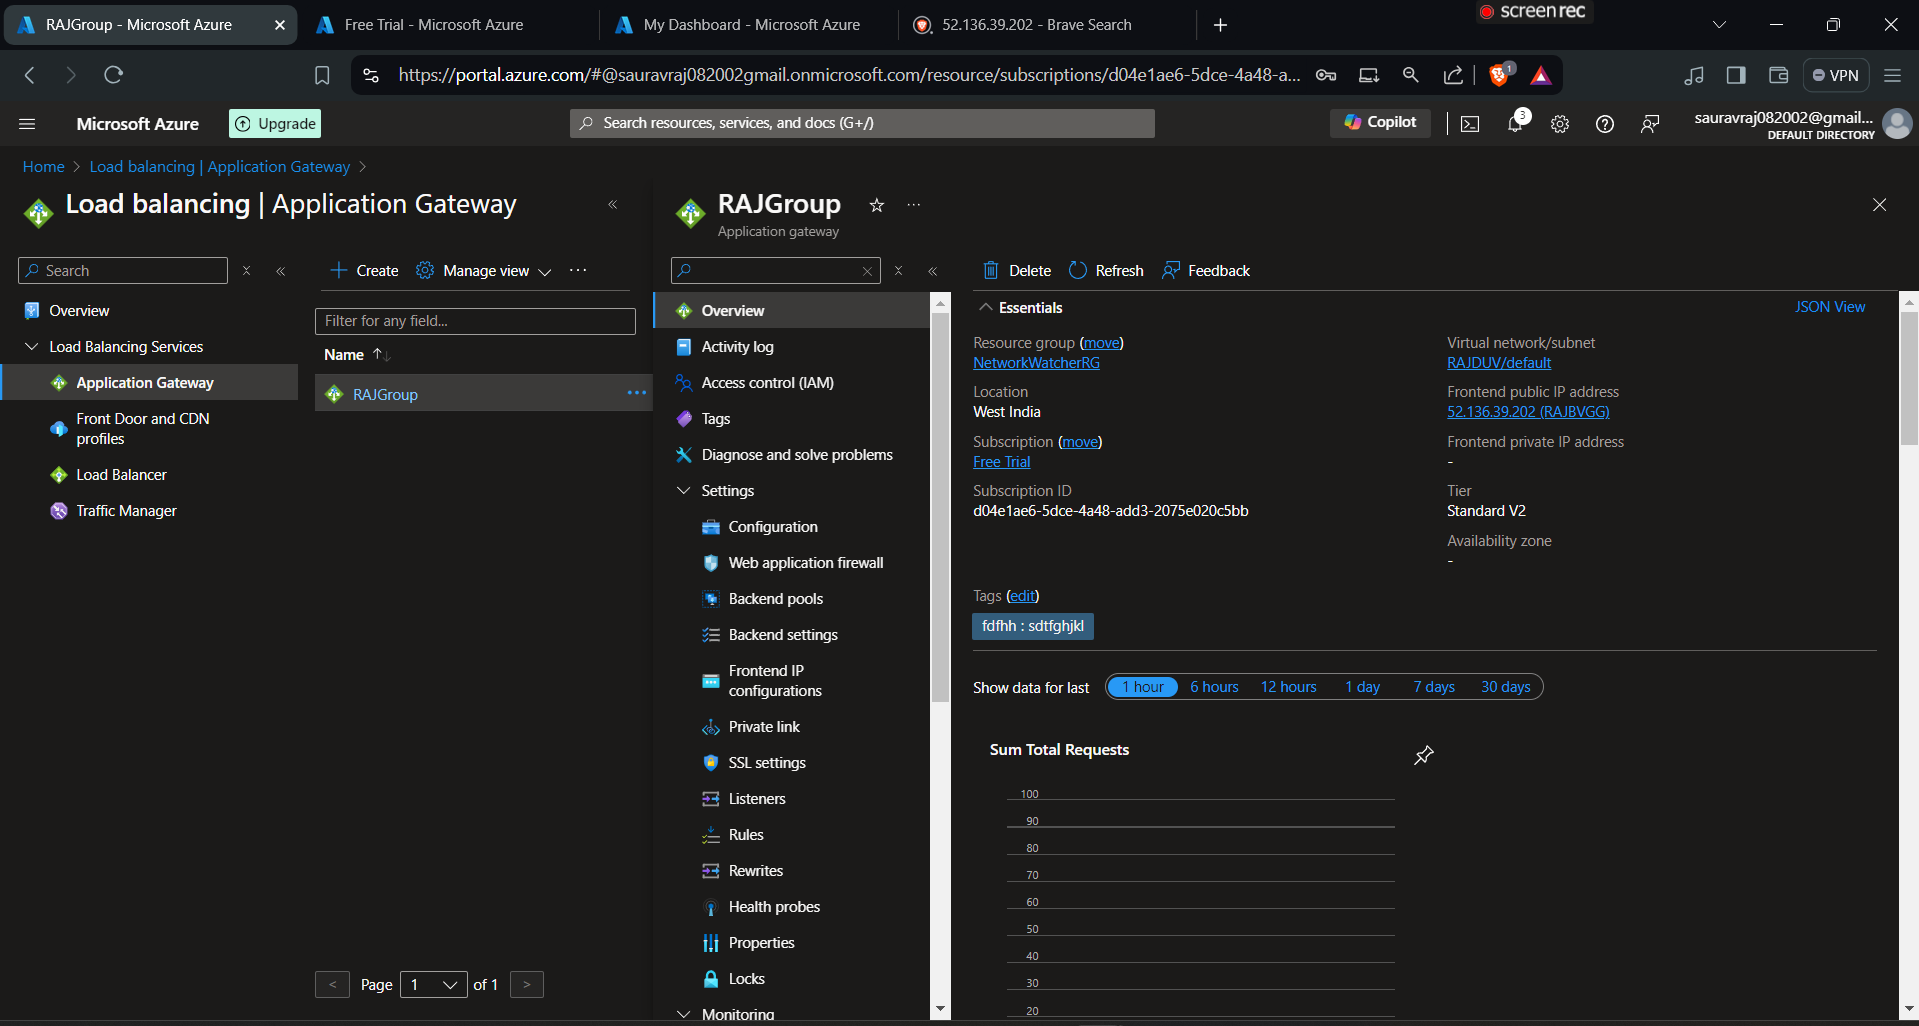 screenrec
RAJGroup - Microsoft Azure
Free Trial - Microsoft Azure
My Dashboard - Microsoft Azure
52.136.39.202 - Brave Search
https://portal.azure.com/#@sauravraj082002gmail.onmicrosoft.com/resource/subscriptions/d04e1ae6-5dce-4a48-a...
1
VPN
Microsoft Azure
Upgrade
Search resources, services, and docs (G+/)
Copilot
3
sauravraj082002@gmail...
DEFAULT DIRECTORY
Home > Load balancing | Application Gateway >
Load balancing | Application Gateway
Search
Overview
Load Balancing Services
Application Gateway
Front Door and CDN
profiles
Load Balancer
Traffic Manager
Create
Manage view
Filter for any field...
Name
RAJGroup
Page 1 of 1
RAJGroup
Application gateway
Overview
Activity log
Access control (IAM)
Tags
Diagnose and solve problems
Settings
Configuration
Web application firewall
Backend pools
Backend settings
Frontend IP
configurations
Private link
SSL settings
Listeners
Rules
Rewrites
Health probes
Properties
Locks
Monitoring
Delete
Refresh
Feedback
Essentials
JSON View
Resource group (move)
NetworkWatcherRG
Location
West India
Subscription (move)
Free Trial
Subscription ID
d04e1ae6-5dce-4a48-add3-2075e020c5bb
Virtual network/subnet
RAJDUV/default
Frontend public IP address
52.136.39.202 (RAJBVGG)
Frontend private IP address
-
Tier
Standard V2
Availability zone
-
Tags (edit)
fdfhh : sdtfghjkl
Show data for last
1 hour
6 hours
12 hours
1 day
7 days
30 days
Sum Total Requests
100
90
80
70
60
50
40
30
20